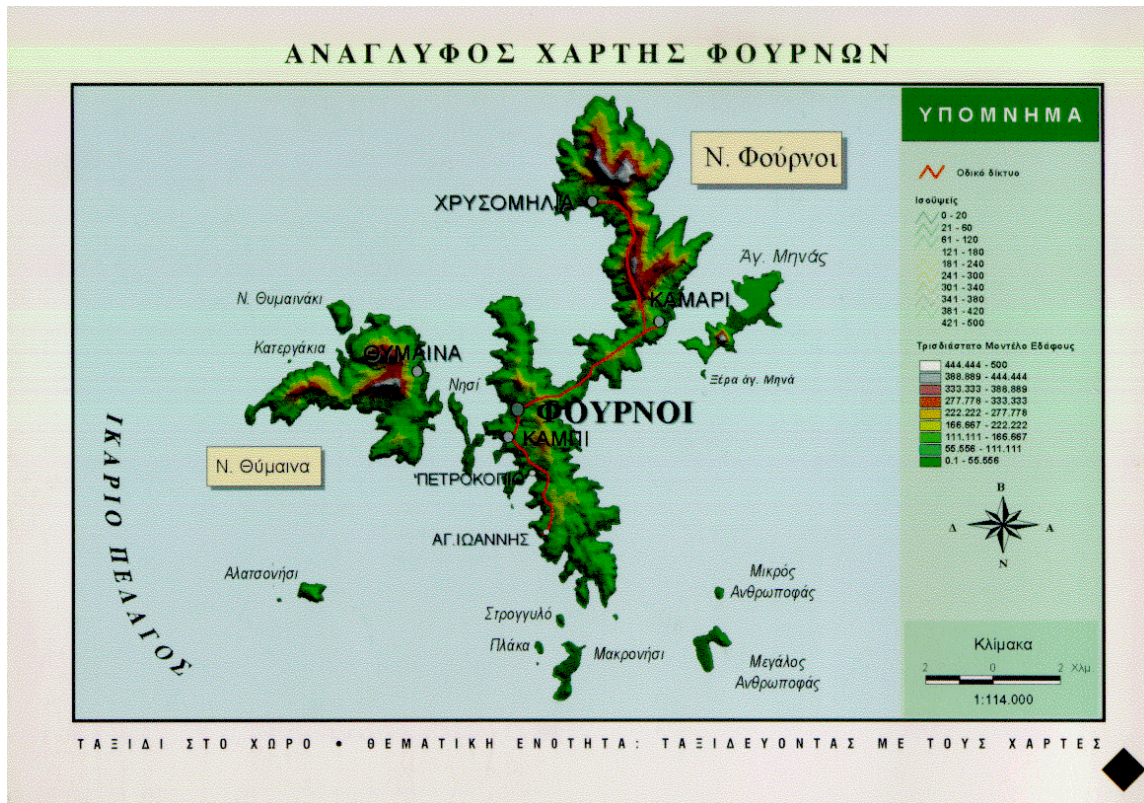 ΑΝΑΓΛΥΦΟΣ ΧΑΡΤΗΣ ΦΟΥΡΝΩΝ
Ν. Φούρνοι
ΧΡΥΣΟΜΗΛΙΑ
Άγ. Μηνάς
Ν. Θυμαινάκι
ΚΑΜΑΡΙ
Κατεργάκια
ΘΥΜΑΙΝΑ
Νησί
Ξέρα άγ. Μηνά
ΦΟΥΡΝΟΙ
ΚΑΜΠΙ
Ν. Θύμαινα
ΠΕΤΡΟΚΟΠΙΟ
ΑΓ.ΙΩΑΝΝΗΣ
ΙΚΑΡΙΟ ΠΕΛΑΓΟΣ
Αλατσονήσι
Μικρός
Ανθρωποφάς
Στρογγυλό
Πλάκα
Μακρονήσι
Μεγάλος
Ανθρωποφάς
ΥΠΟΜΝΗΜΑ
Οδικό δίκτυο
Ισοϋψείς
0 - 20
21 - 60
61 - 120
121 - 180
181 - 240
241 - 300
301 - 340
341 - 380
381 - 420
421 - 500
Τρισδιάστατο Μοντέλο Εδάφους
444.444 - 500
388.889 - 444.444
333.333 - 388.889
277.778 - 333.333
222.222 - 277.778
166.667 - 222.222
111.111 - 166.667
55.556 - 111.111
0.1 - 55.556
Β
Δ Α
Ν
Κλίμακα
2 0 2 Χλμ
1:114.000
ΤΑΞΙΔΙ ΣΤΟ ΧΩΡΟ • ΘΕΜΑΤΙΚΗ ΕΝΟΤΗΤΑ: ΤΑΞΙΔΕΥΟΝΤΑΣ ΜΕ ΤΟΥΣ ΧΑΡΤΕΣ